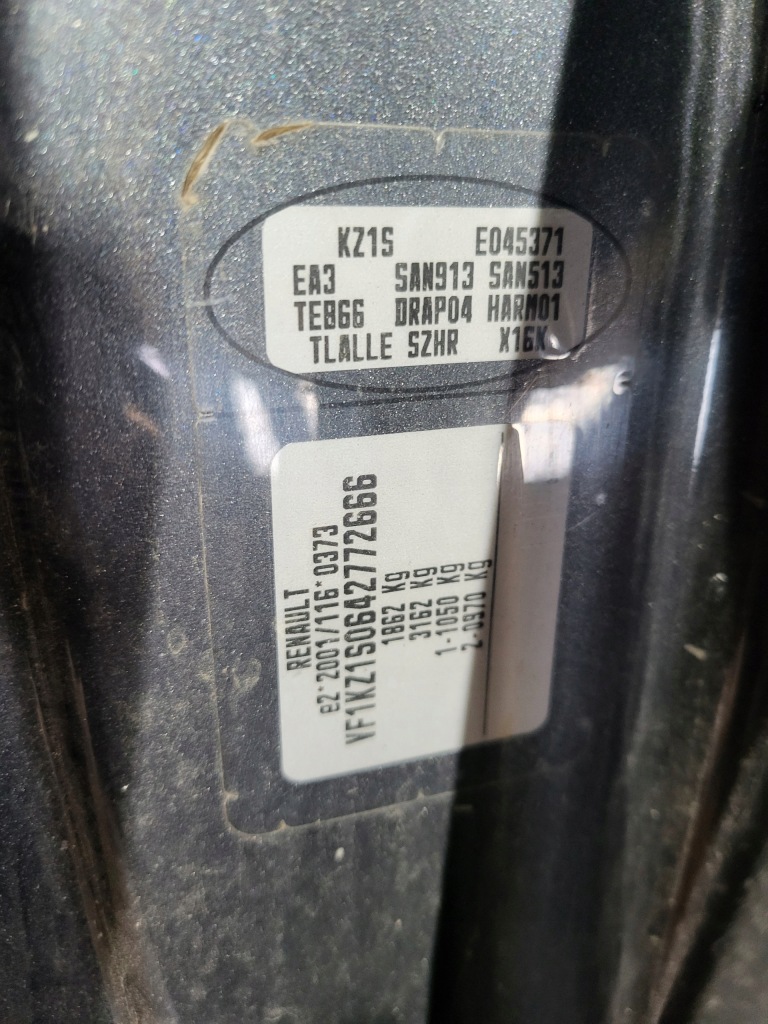 KZ1S E045371
EA3 SAN913 SAN513
TEB66 DRAP04 HARM01
TLALLE SZHR X16K
RENAULT
e2*2001/116*0373
VF1KZ1S0642772666
1862 Kg
3162 Kg
1-1050 Kg
2-0970 Kg